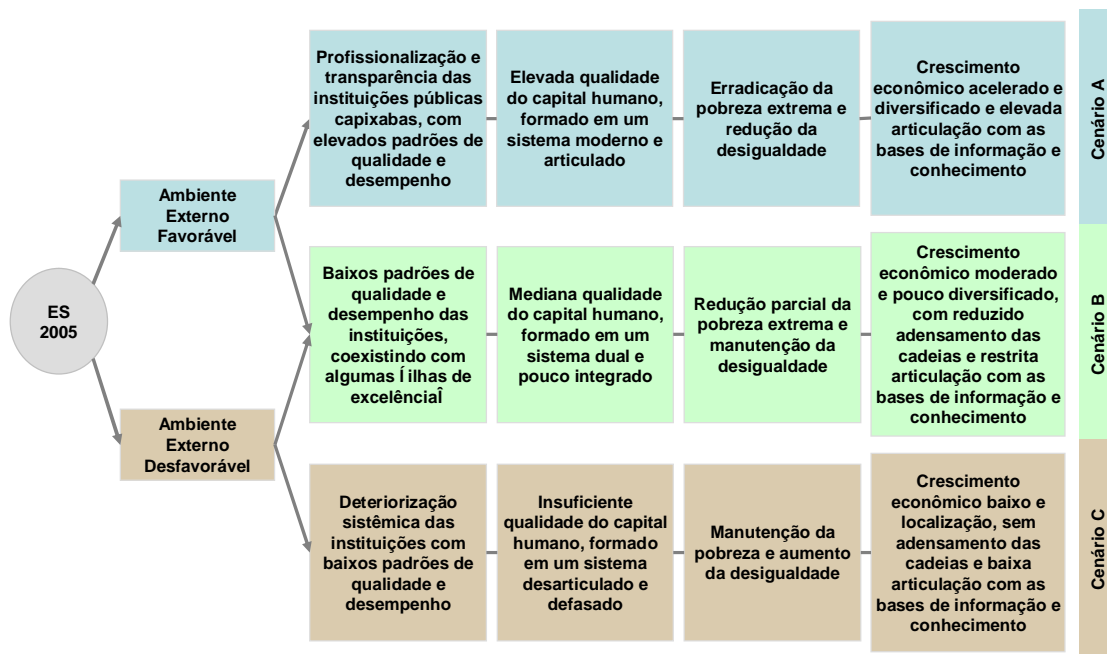 ES
2005
Ambiente
Externo
Favorável
Ambiente
Externo
Desfavorável
Profissionalização e
transparência das
instituições públicas
capixabas, com
elevados padrões de
qualidade e
desempenho
Elevada qualidade
do capital humano,
formado em um
sistema moderno e
articulado
Erradicação da
pobreza extrema e
redução da
desigualdade
Crescimento
econômico acelerado e
diversificado e elevada
articulação com as
bases de informação e
conhecimento
Cenário A
Baixos padrões de
qualidade e
desempenho das
instituições,
coexistindo com
algumas Í ilhas de
excelênciaÎ
Mediana qualidade
do capital humano,
formado em um
sistema dual e
pouco integrado
Redução parcial da
pobreza extrema e
manutenção da
desigualdade
Crescimento
econômico moderado
e pouco diversificado,
com reduzido
adensamento das
cadeias e restrita
articulação com as
bases de informação e
conhecimento
Cenário B
Deteriorização
sistêmica das
instituições com
baixos padrões de
qualidade e
desempenho
Insuficiente
qualidade do capital
humano, formado
em um sistema
desarticulado e
defasado
Manutenção da
pobreza e aumento
da desigualdade
Crescimento
econômico baixo e
localização, sem
adensamento das
cadeias e baixa
articulação com as
bases de informação e
conhecimento
Cenário C